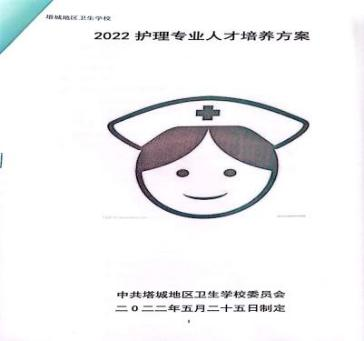 塔城地区卫生学校
2022 护理专业人才培养方案
中共塔城地区卫生学校委员会
二０二二年五月二十五日制定
1